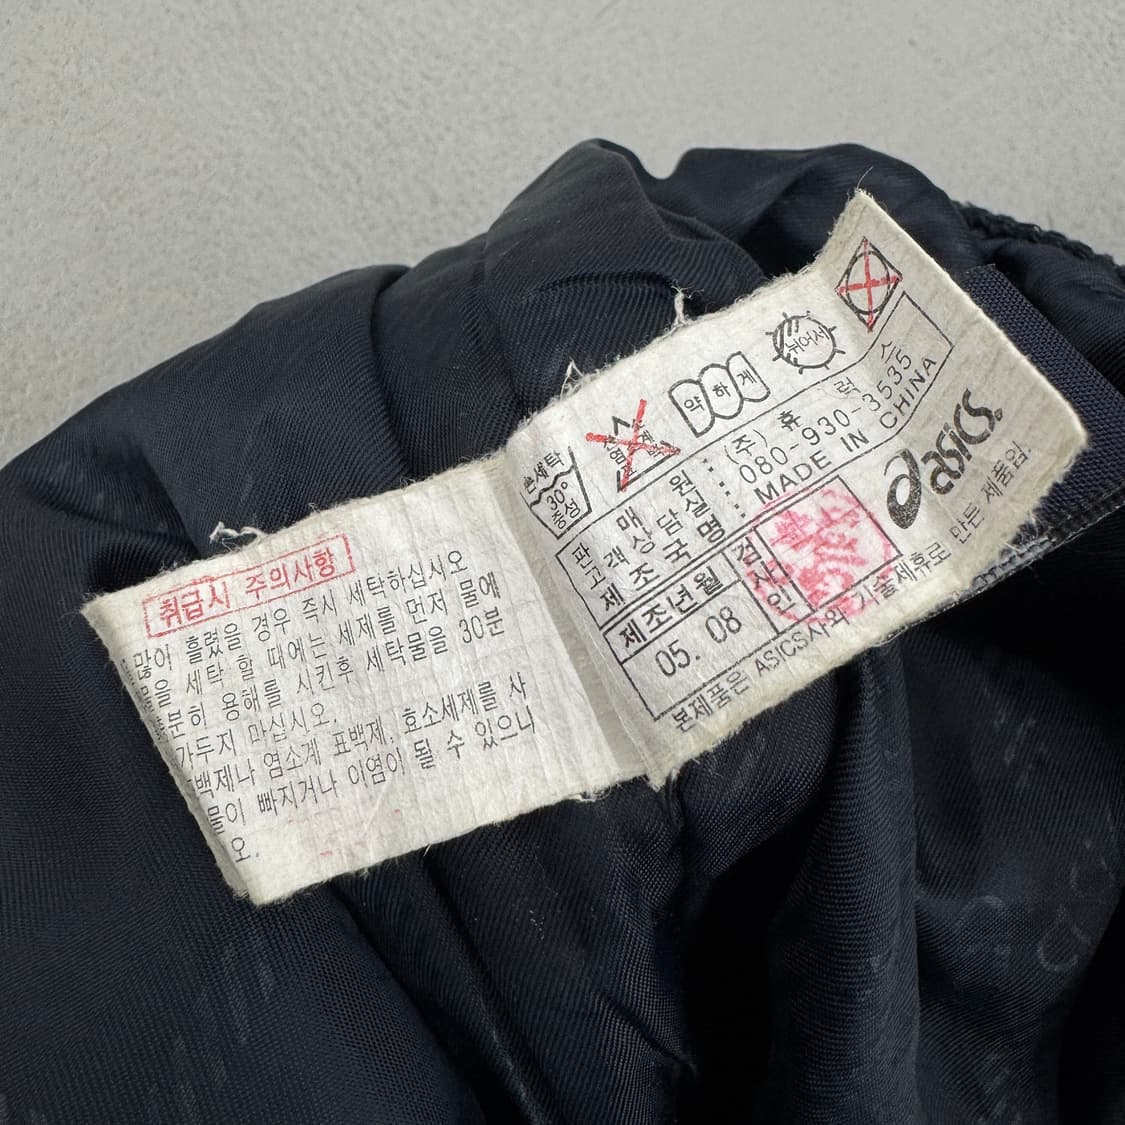 취급시 주의사항
많이 흘렸을 경우 즉시 세탁하십시오
물을 세탁 할 때에는 세제를 먼저 물에
분히 용해를 시킨후 세탁물을 30분
가두지 마십시오.
백제나 염소계 표백제, 효소세제를 사
물이 빠지거나 이염이 될 수 있으니
오.
손세탁
30°
중성
약하게
뉘어서
판매원 : (주) 휴 럭 스
고객상담실 : 080-930-3535
제조국명 : MADE IN CHINA
제조년월
05. 08
검사인
asics.
본제품은 ASICS사와 기술제휴로 만든 제품임.